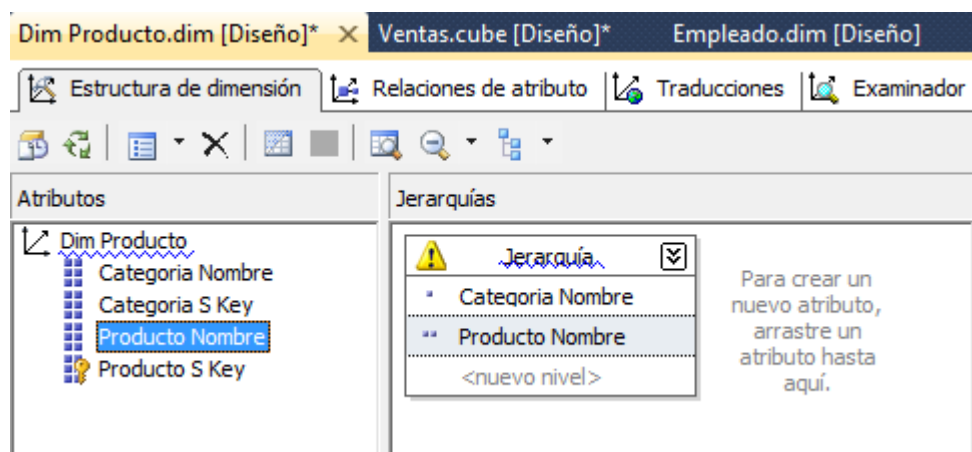 Dim Producto.dim [Diseño]* Ventas.cube [Diseño]* Empleado.dim [Diseño]
Estructura de dimensión Relaciones de atributo Traducciones Examinador
Atributos
Dim Producto
Categoria Nombre
Categoria S Key
Producto Nombre
Producto S Key
Jerarquías
Jerarquía
Categoria Nombre
Producto Nombre
<nuevo nivel>
Para crear un
nuevo atributo,
arrastre un
atributo hasta
aquí.